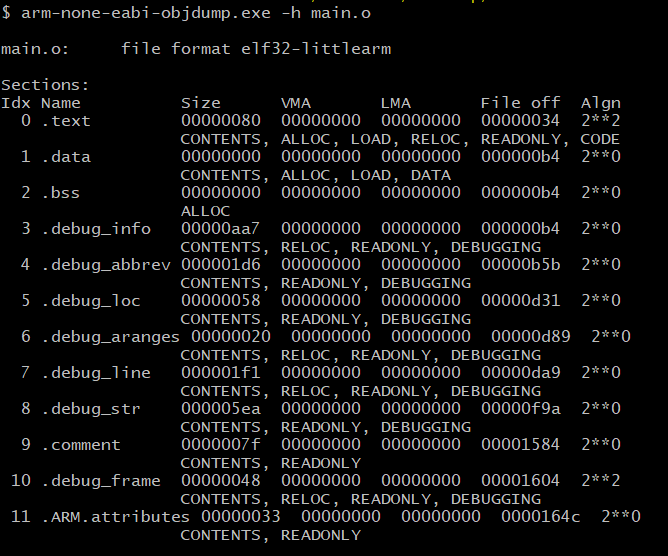 $ arm-none-eabi-objdump.exe -h main.o
main.o:     file format elf32-littlearm
Sections:
Idx Name          Size      VMA       LMA       File off  Algn
  0 .text         00000080  00000000  00000000  00000034  2**2
                  CONTENTS, ALLOC, LOAD, RELOC, READONLY, CODE
  1 .data         00000000  00000000  00000000  000000b4  2**0
                  CONTENTS, ALLOC, LOAD, DATA
  2 .bss          00000000  00000000  00000000  000000b4  2**0
                  ALLOC
  3 .debug_info   00000aa7  00000000  00000000  000000b4  2**0
                  CONTENTS, RELOC, READONLY, DEBUGGING
  4 .debug_abbrev 000001d6  00000000  00000000  00000b5b  2**0
                  CONTENTS, READONLY, DEBUGGING
  5 .debug_loc    00000058  00000000  00000000  00000d31  2**0
                  CONTENTS, READONLY, DEBUGGING
  6 .debug_aranges 00000020  00000000  00000000  00000d89  2**0
                  CONTENTS, RELOC, READONLY, DEBUGGING
  7 .debug_line   000001f1  00000000  00000000  00000da9  2**0
                  CONTENTS, RELOC, READONLY, DEBUGGING
  8 .debug_str    000005ea  00000000  00000000  00000f9a  2**0
                  CONTENTS, READONLY, DEBUGGING
  9 .comment      0000007f  00000000  00000000  00001584  2**0
                  CONTENTS, READONLY
 10 .debug_frame  00000048  00000000  00000000  00001604  2**2
                  CONTENTS, RELOC, READONLY, DEBUGGING
 11 .ARM.attributes 00000033  00000000  00000000  0000164c  2**0
                  CONTENTS, READONLY